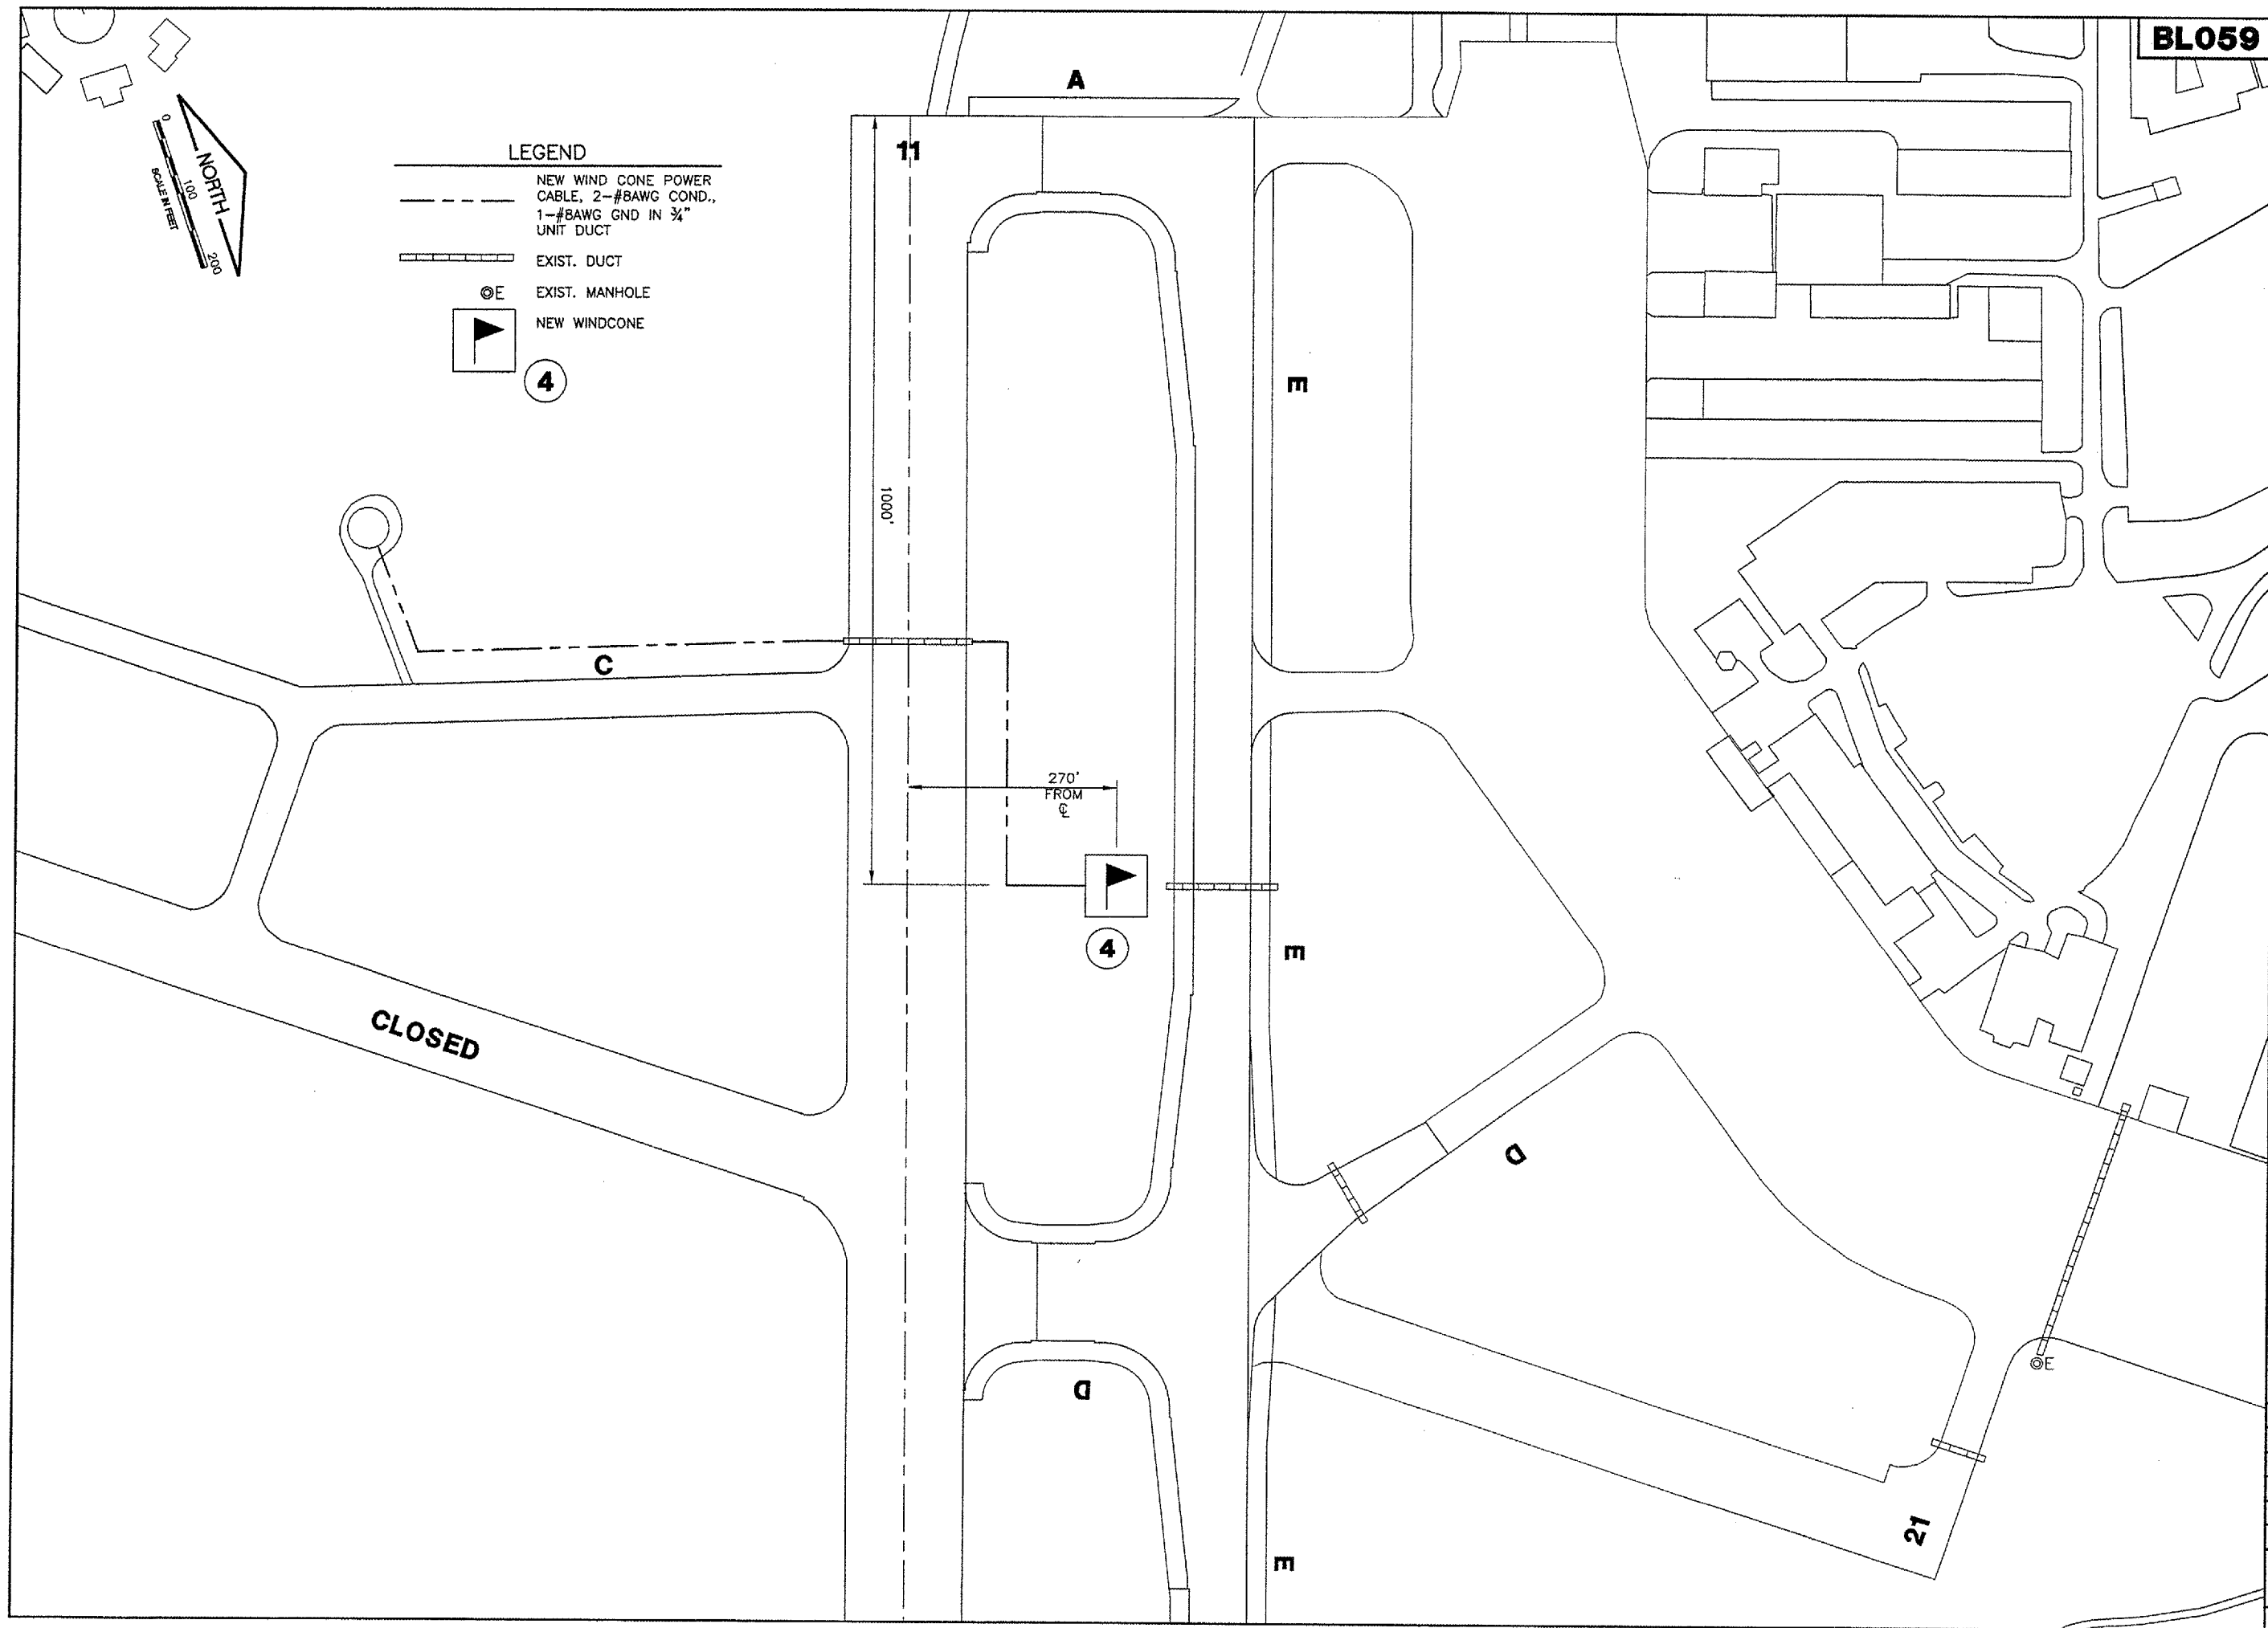 BL059
A
11
LEGEND
NEW WIND CONE POWER
CABLE, 2-#8AWG COND.,
1-#8AWG GND IN ¾"
UNIT DUCT
EXIST. DUCT
E EXIST. MANHOLE
NEW WINDCONE
4
NORTH
0
100
200
SCALE IN FEET
E
1000'
C
270'
FROM
℄
4
E
CLOSED
D
E
D
21
E